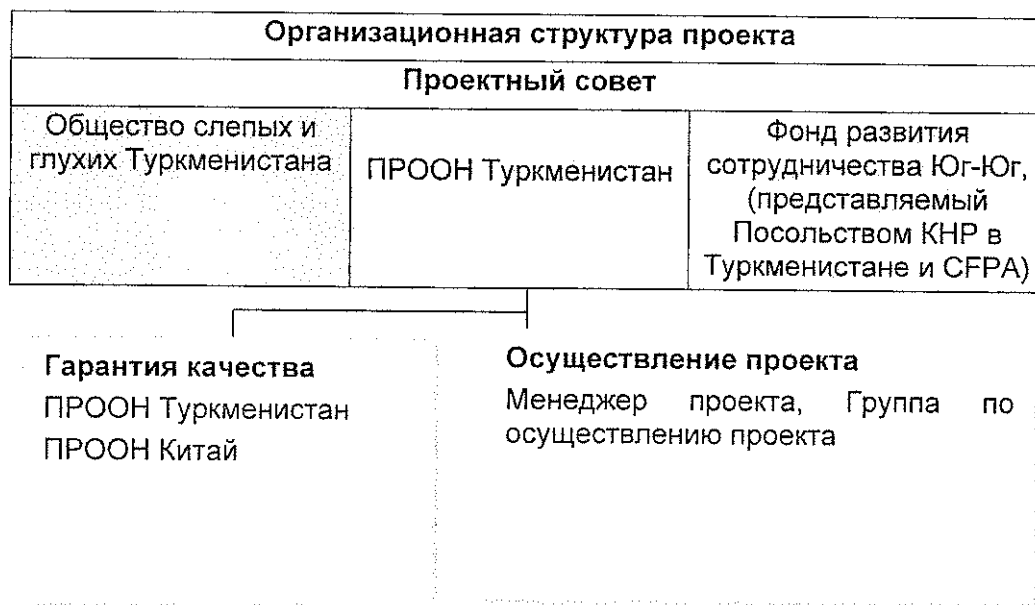 Организационная структура проекта
Проектный совет
Общество слепых и
глухих Туркменистана
ПРООН Туркменистан
Фонд развития
сотрудничества Юг-Юг,
(представляемый
Посольством КНР в
Туркменистане и CFPA)
Гарантия качества
ПРООН Туркменистан
ПРООН Китай
Осуществление проекта
Менеджер проекта, Группа по
осуществлению проекта